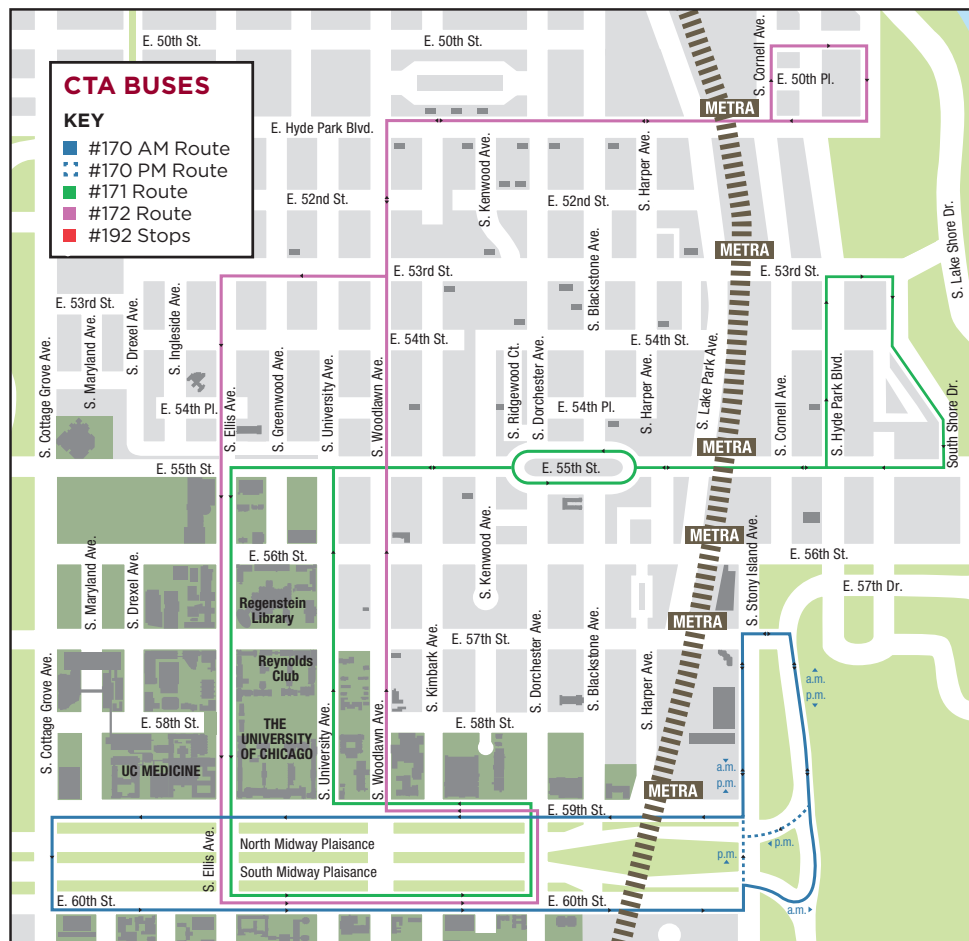 E. 50th St.
E. 50th St.
S. Cornell Ave.
E. 50th Pl.
CTA BUSES
KEY
#170 AM Route
#170 PM Route
#171 Route
#172 Route
#192 Stops
METRA
E. Hyde Park Blvd.
S. Kenwood Ave.
S. Harper Ave.
E. 52nd St.
E. 52nd St.
S. Lake Shore Dr.
METRA
S. Blackstone Ave.
E. 53rd St.
E. 53rd St.
E. 53rd St.
S. Cottage Grove Ave.
S. Maryland Ave.
S. Drexel Ave.
S. Ingleside Ave.
E. 54th St.
E. 54th St.
S. Ellis Ave.
S. Greenwood Ave.
S. University Ave.
S. Woodlawn Ave.
S. Ridgewood Ct.
S. Dorchester Ave.
S. Harper Ave.
S. Lake Park Ave.
S. Cornell Ave.
S. Hyde Park Blvd.
South Shore Dr.
E. 54th Pl.
E. 54th Pl.
METRA
E. 55th St.
E. 55th St.
METRA
E. 56th St.
E. 56th St.
S. Maryland Ave.
S. Drexel Ave.
S. Kenwood Ave.
S. Stony Island Ave.
E. 57th Dr.
Regenstein
Library
METRA
E. 57th St.
S. Cottage Grove Ave.
Reynolds
Club
S. University Ave.
S. Woodlawn Ave.
S. Kimbark Ave.
S. Dorchester Ave.
S. Blackstone Ave.
S. Harper Ave.
a.m.
p.m.
E. 58th St.
E. 58th St.
THE
UNIVERSITY
OF CHICAGO
UC MEDICINE
a.m.
p.m.
METRA
E. 59th St.
S. Ellis Ave.
North Midway Plaisance
p.m.
p.m.
South Midway Plaisance
E. 60th St.
E. 60th St.
a.m.